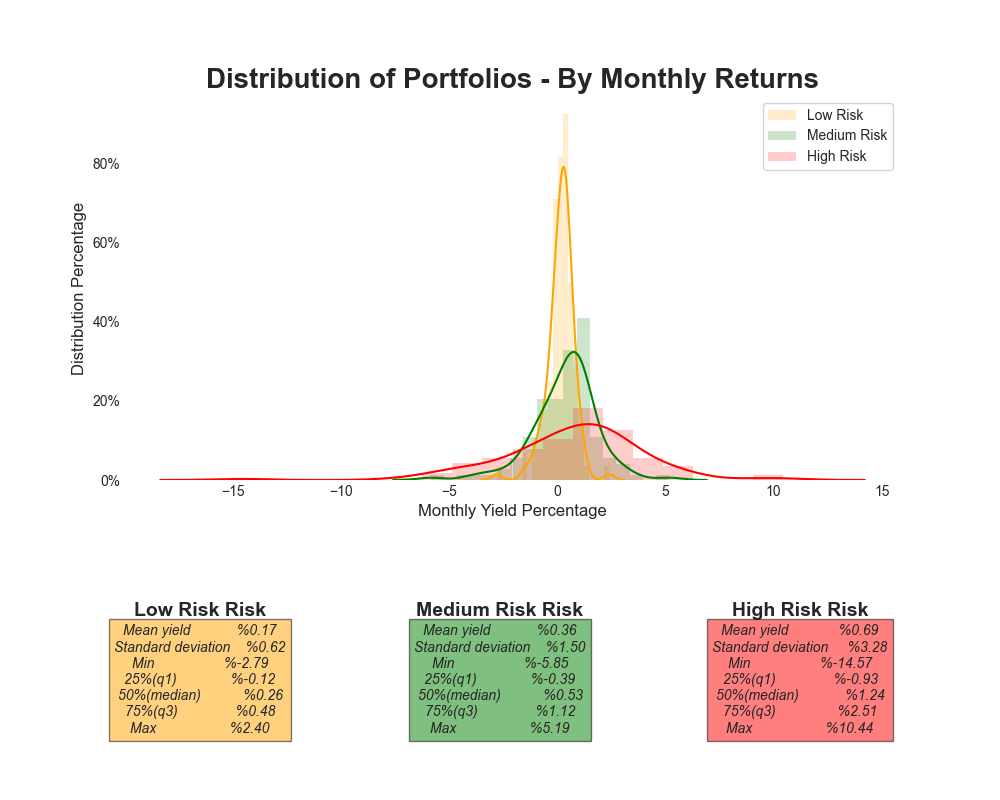 Distribution of Portfolios - By Monthly Returns
Low Risk
Medium Risk
High Risk
Distribution Percentage
80%
60%
40%
20%
0%
−15 −10 −5 0 5 10 15
Monthly Yield Percentage
Low Risk Risk
Mean yield %0.17
Standard deviation %0.62
Min %-2.79
25%(q1) %-0.12
50%(median) %0.26
75%(q3) %0.48
Max %2.40
Medium Risk Risk
Mean yield %0.36
Standard deviation %1.50
Min %-5.85
25%(q1) %-0.39
50%(median) %0.53
75%(q3) %1.12
Max %5.19
High Risk Risk
Mean yield %0.69
Standard deviation %3.28
Min %-14.57
25%(q1) %-0.93
50%(median) %1.24
75%(q3) %2.51
Max %10.44